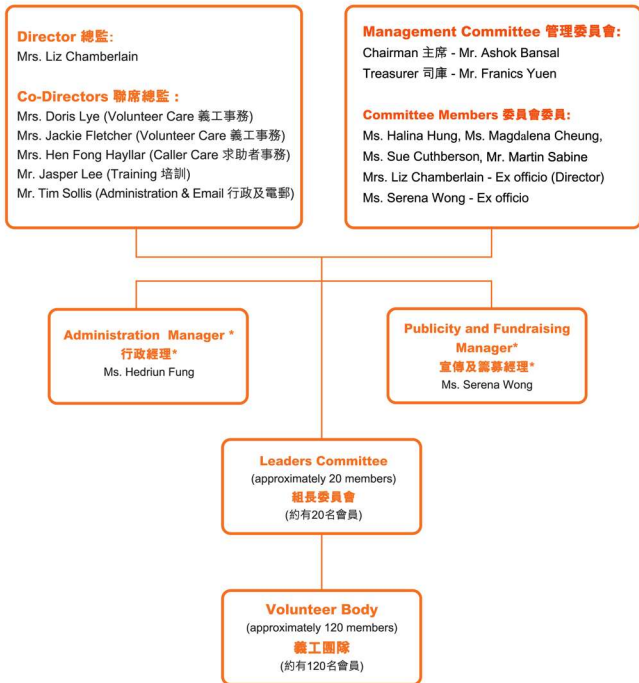 Director 總監:
Mrs. Liz Chamberlain
Co-Directors 聯席總監 :
Mrs. Doris Lye (Volunteer Care 義工事務)
Mrs. Jackie Fletcher (Volunteer Care 義工事務)
Mrs. Hen Fong Hayllar (Caller Care 求助者事務)
Mr. Jasper Lee (Training 培訓)
Mr. Tim Sollis (Administration & Email 行政及電郵)
Management Committee 管理委員會:
Chairman 主席 - Mr. Ashok Bansal
Treasurer 司庫 - Mr. Franics Yuen
Committee Members 委員會委員:
Ms. Halina Hung, Ms. Magdalena Cheung,
Ms. Sue Cuthberson, Mr. Martin Sabine
Mrs. Liz Chamberlain - Ex officio (Director)
Ms. Serena Wong - Ex officio
Administration Manager *
行政經理*
Ms. Hedriun Fung
Publicity and Fundraising
Manager*
宣傳及籌募經理*
Ms. Serena Wong
Leaders Committee
(approximately 20 members)
組長委員會
(約有20名會員)
Volunteer Body
(approximately 120 members)
義工團隊
(約有120名會員)